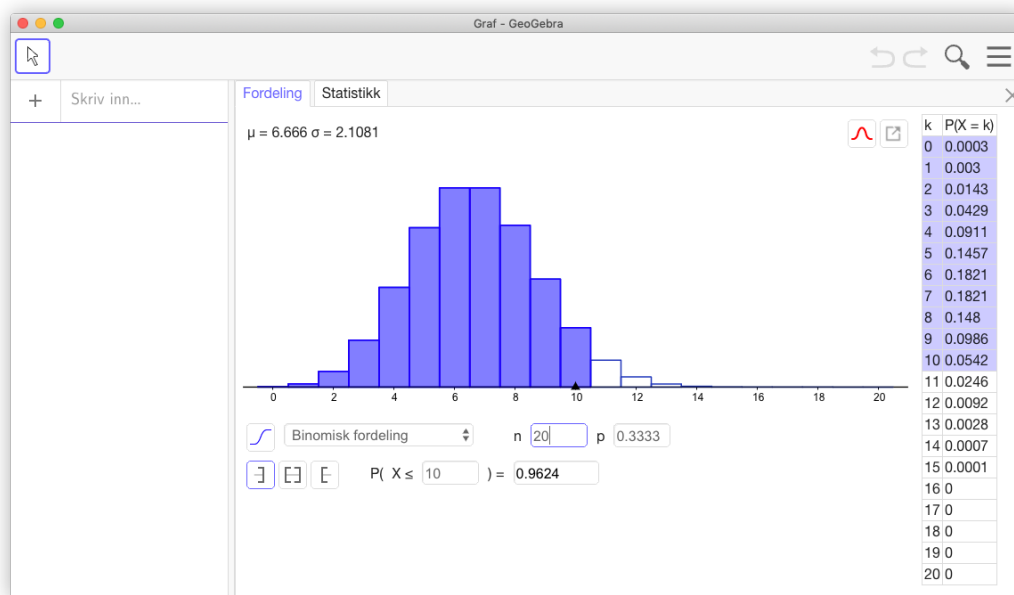 Graf - GeoGebra
+ Skriv inn...
Fordeling Statistikk
μ = 6.666 σ = 2.1081
0 2 4 6 8 10 12 14 16 18 20
Binomisk fordeling n 20 p 0.3333
P( X ≤ 10 ) = 0.9624
k P(X = k)
0 0.0003
1 0.003
2 0.0143
3 0.0429
4 0.0911
5 0.1457
6 0.1821
7 0.1821
8 0.148
9 0.0986
10 0.0542
11 0.0246
12 0.0092
13 0.0028
14 0.0007
15 0.0001
16 0
17 0
18 0
19 0
20 0